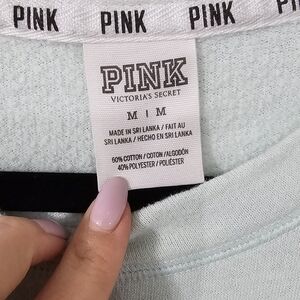 PINK PINK PINK PINK
PINK
VICTORIA'S SECRET
M | M
MADE IN SRI LANKA / FAIT AU
SRI LANKA / HECHO EN SRI LANKA
60% COTTON / COTON / ALGODÓN
40% POLYESTER / POLIÉSTER